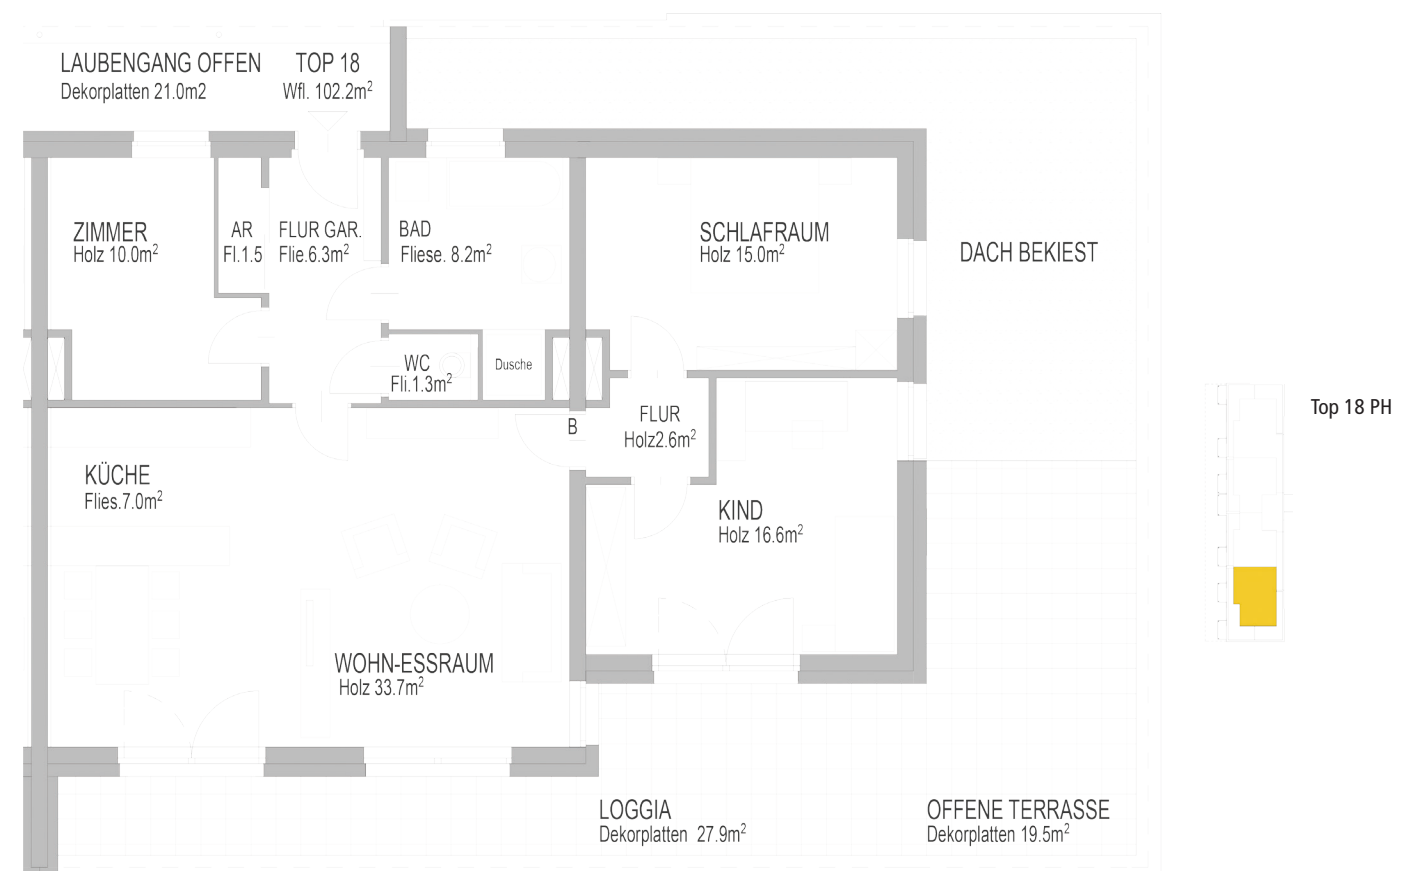 LAUBENGANG OFFEN
Dekorplatten 21.0m2
TOP 18
Wfl. 102.2m²
ZIMMER
Holz 10.0m²
AR
Fl.1.5
FLUR GAR.
Flie.6.3m²
BAD
Fliese. 8.2m²
SCHLAFRAUM
Holz 15.0m²
DACH BEKIEST
WC
Fli.1.3m²
Dusche
FLUR
Holz2.6m²
B
Top 18 PH
KÜCHE
Flies.7.0m²
KIND
Holz 16.6m²
WOHN-ESSRAUM
Holz 33.7m²
LOGGIA
Dekorplatten 27.9m²
OFFENE TERRASSE
Dekorplatten 19.5m²